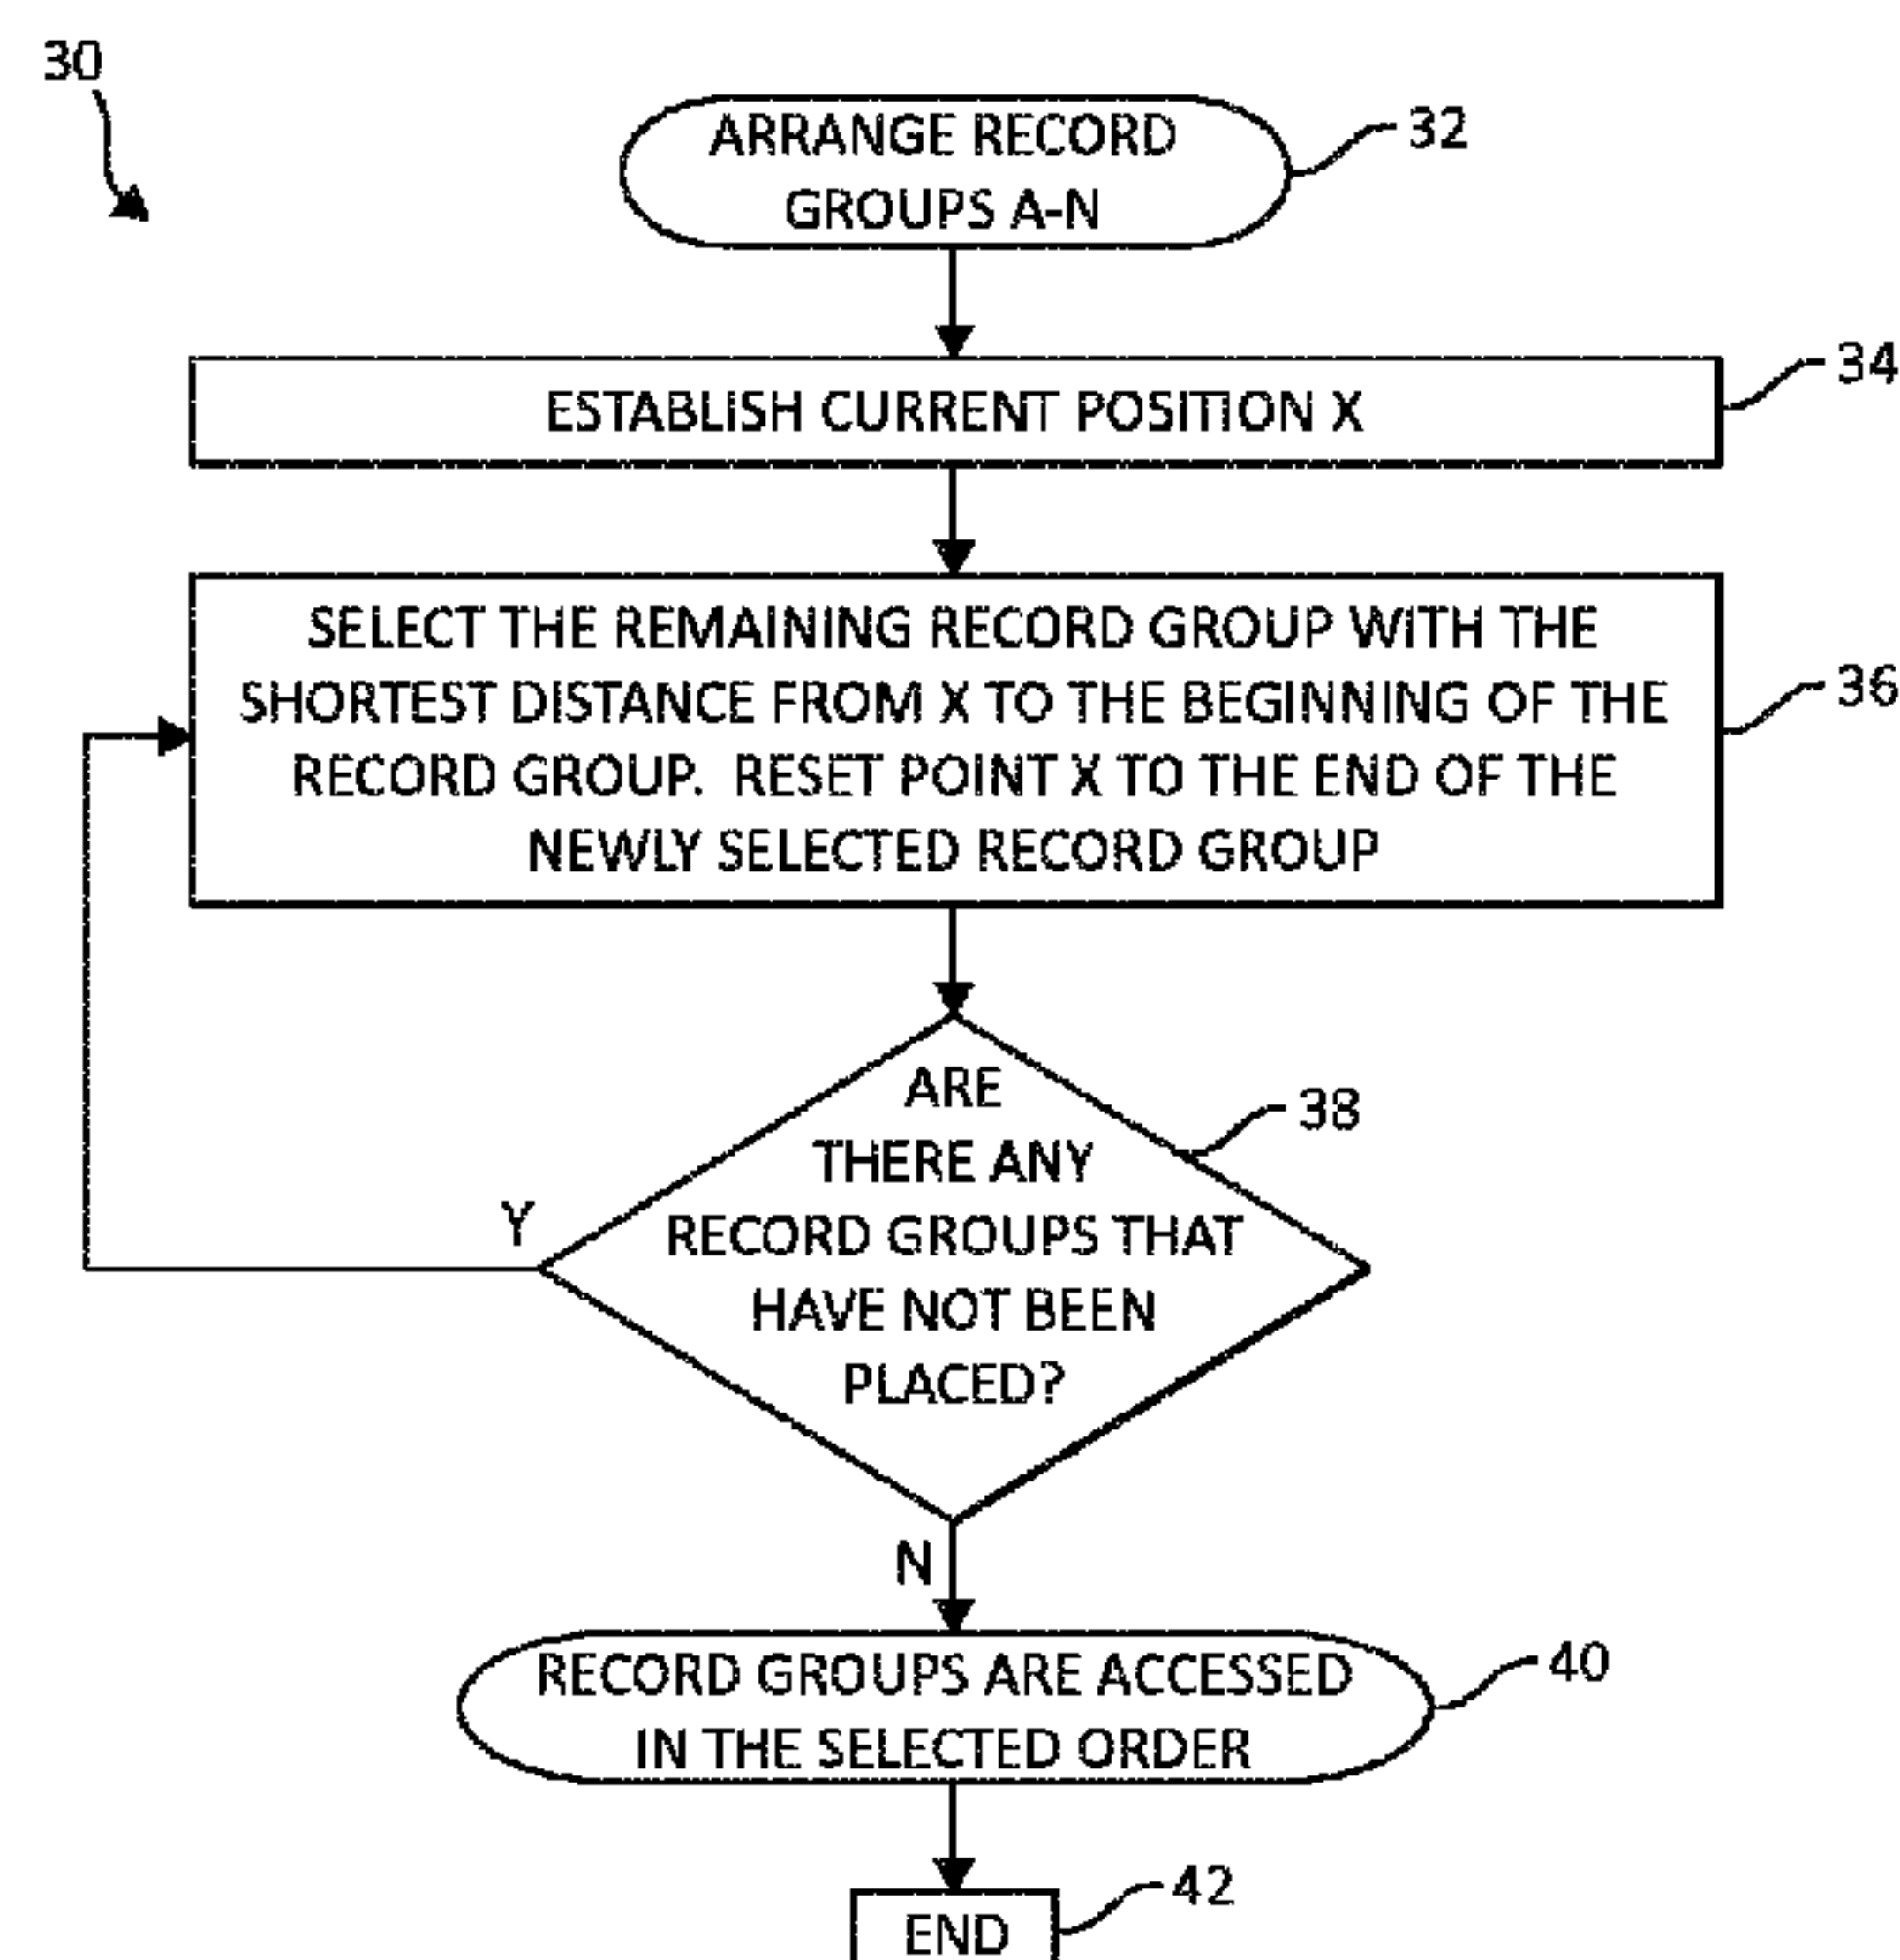 30
ARRANGE RECORD
GROUPS A-N
32
ESTABLISH CURRENT POSITION X
34
SELECT THE REMAINING RECORD GROUP WITH THE
SHORTEST DISTANCE FROM X TO THE BEGINNING OF THE
RECORD GROUP. RESET POINT X TO THE END OF THE
NEWLY SELECTED RECORD GROUP
36
ARE
THERE ANY
RECORD GROUPS THAT
HAVE NOT BEEN
PLACED?
38
Y
N
RECORD GROUPS ARE ACCESSED
IN THE SELECTED ORDER
40
END
42